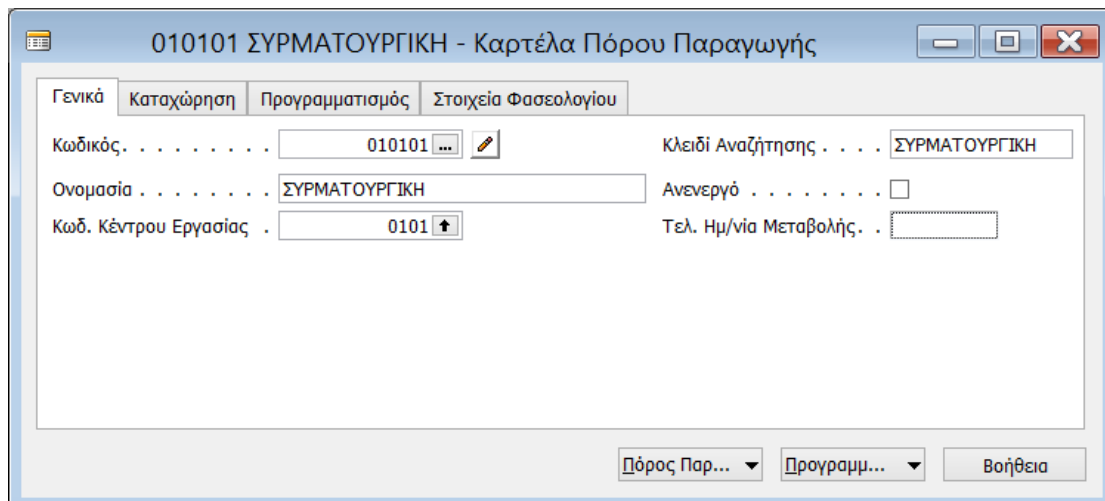 010101 ΣΥΡΜΑΤΟΥΡΓΙΚΗ - Καρτέλα Πόρου Παραγωγής
Γενικά Καταχώρηση Προγραμματισμός Στοιχεία Φασεολογίου
Κωδικός. . . . . . . . . . 010101 ... Κλειδί Αναζήτησης . . . . ΣΥΡΜΑΤΟΥΡΓΙΚΗ
Ονομασία . . . . . . . . ΣΥΡΜΑΤΟΥΡΓΙΚΗ Ανενεργό . . . . . . . .
Κωδ. Κέντρου Εργασίας . 0101 Τελ. Ημ/νία Μεταβολής. .
Πόρος Παρ... Προγραμμ... Βοήθεια